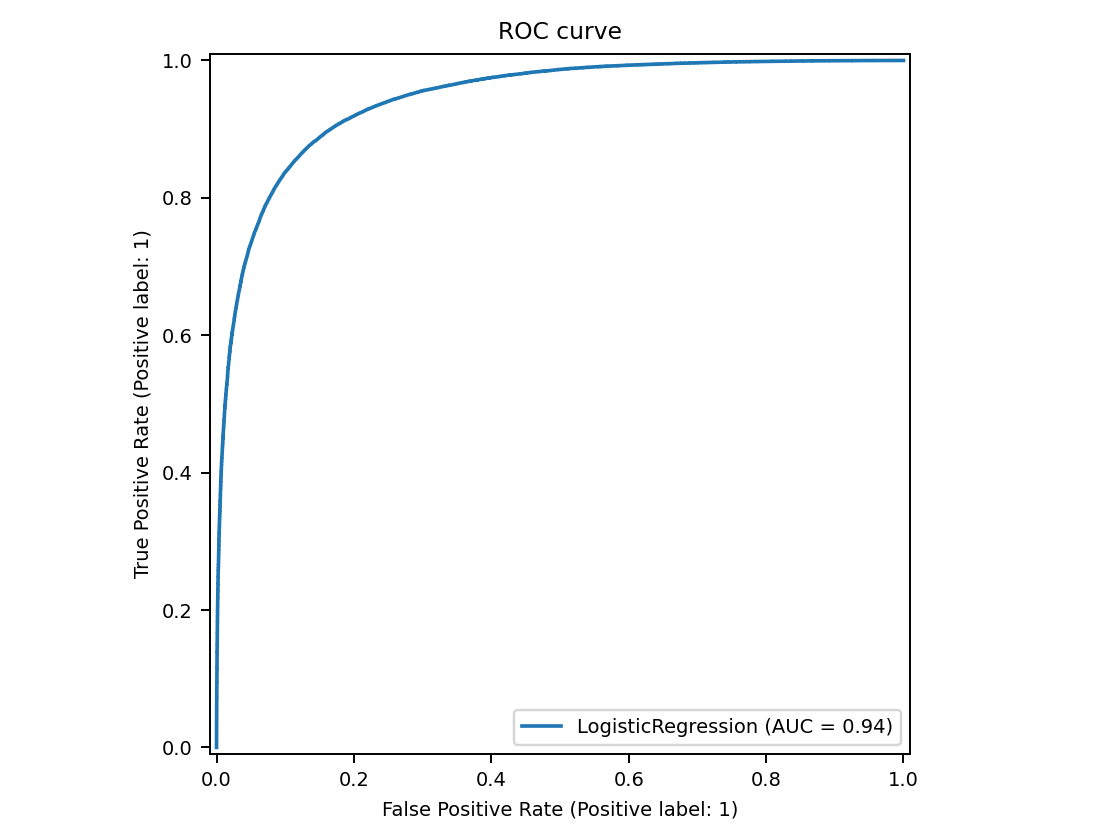 ROC curve
1.0
0.8
0.6
0.4
0.2
0.0
True Positive Rate (Positive label: 1)
LogisticRegression (AUC = 0.94)
0.0 0.2 0.4 0.6 0.8 1.0
False Positive Rate (Positive label: 1)